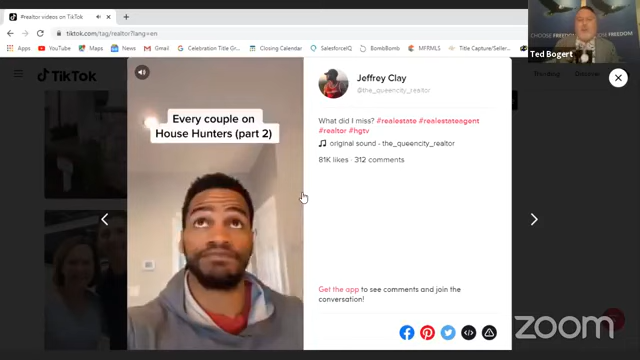 #realtor videos on TikTok
tiktok.com/tag/realtor?lang=en
Apps
YouTube
Maps
News
Gmail
Celebration Title Gr...
Closing Calendar
SalesforceIQ
BombBomb
MFRMLS
Title Capture/Seller...
CHOOSE FREEDOM
FREEDOM
Ted Bogert
TikTok
Every couple on
House Hunters (part 2)
Jeffrey Clay
@the_queencity_realtor
What did I miss? #realestate #realestateagent
#realtor #hgtv
original sound - the_queencity_realtor
81K likes · 312 comments
Get the app to see comments and join the
conversation!
zoom